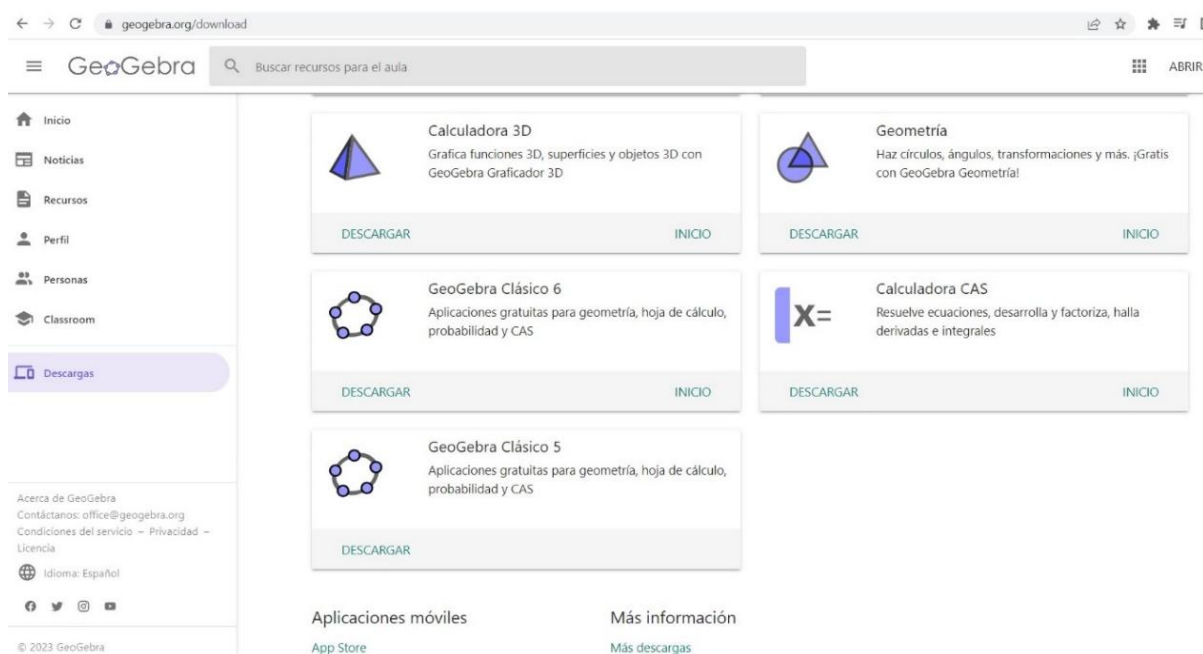 geogebra.org/download
GeoGebra
Buscar recursos para el aula
ABRIR
Inicio
Noticias
Recursos
Perfil
Personas
Classroom
Descargas
Acerca de GeoGebra
Contáctanos: office@geogebra.org
Condiciones del servicio – Privacidad –
Licencia
Idioma: Español
© 2023 GeoGebra
Calculadora 3D
Grafica funciones 3D, superficies y objetos 3D con
GeoGebra Graficador 3D
DESCARGAR INICIO
Geometría
Haz círculos, ángulos, transformaciones y más. ¡Gratis
con GeoGebra Geometría!
DESCARGAR INICIO
GeoGebra Clásico 6
Aplicaciones gratuitas para geometría, hoja de cálculo,
probabilidad y CAS
DESCARGAR INICIO
X=
Calculadora CAS
Resuelve ecuaciones, desarrolla y factoriza, halla
derivadas e integrales
DESCARGAR INICIO
GeoGebra Clásico 5
Aplicaciones gratuitas para geometría, hoja de cálculo,
probabilidad y CAS
DESCARGAR
Aplicaciones móviles
App Store
Más información
Más descargas